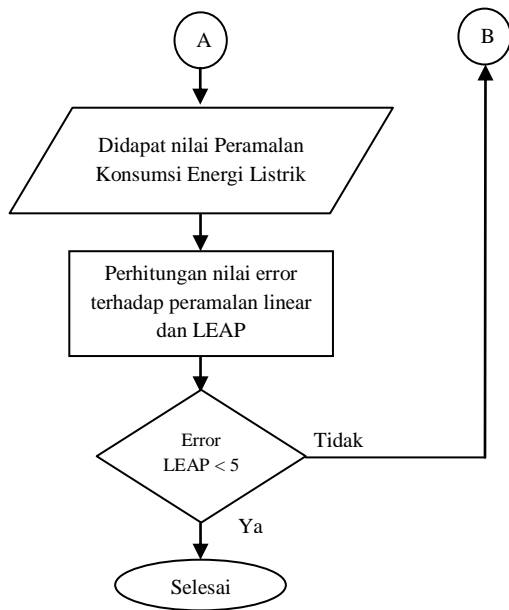 A
B
Didapat nilai Peramalan
Konsumsi Energi Listrik
Perhitungan nilai error
terhadap peramalan linear
dan LEAP
Error
LEAP < 5
Tidak
Ya
Selesai